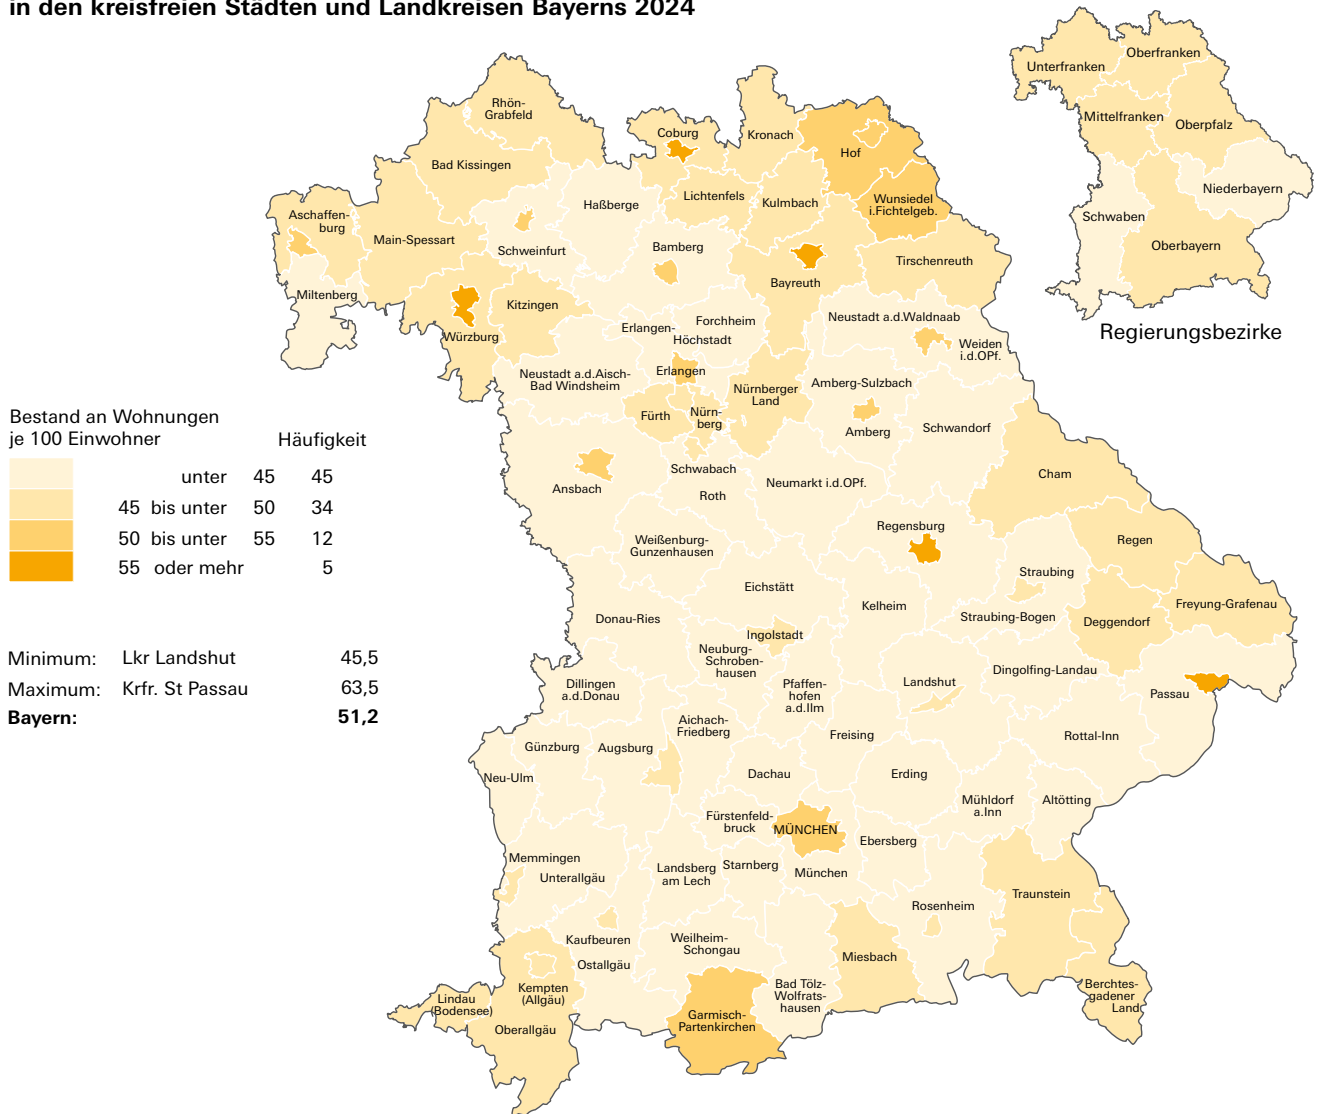 in den kreisfreien Städten und Landkreisen Bayerns 2024
Unterfranken
Oberfranken
Mittelfranken
Oberpfalz
Niederbayern
Schwaben
Oberbayern
Regierungsbezirke
Rhön-
Grabfeld
Bad Kissingen
Coburg
Kronach
Hof
Lichtenfels
Kulmbach
Wunsiedel
i.Fichtelgeb.
Haßberge
Aschaffen-
burg
Main-Spessart
Schweinfurt
Bamberg
Tirschenreuth
Bayreuth
Miltenberg
Kitzingen
Würzburg
Forchheim
Erlangen-
Höchstadt
Neustadt a.d.Waldnaab
Weiden
i.d.OPf.
Erlangen
Neustadt a.d.Aisch-
Bad Windsheim
Nürnberger
Land
Amberg-Sulzbach
Fürth
Nürn-
berg
Amberg
Schwandorf
Bestand an Wohnungen
je 100 Einwohner
Häufigkeit
unter 45 45
45 bis unter 50 34
50 bis unter 55 12
55 oder mehr 5
Minimum: Lkr Landshut 45,5
Maximum: Krfr. St Passau 63,5
Bayern: 51,2
Ansbach
Schwabach
Roth
Neumarkt i.d.OPf.
Cham
Weißenburg-
Gunzenhausen
Regensburg
Regen
Straubing
Eichstätt
Kelheim
Straubing-Bogen
Freyung-Grafenau
Deggendorf
Donau-Ries
Ingolstadt
Neuburg-
Schroben-
hausen
Dillingen
a.d.Donau
Pfaffen-
hofen
a.d.Ilm
Landshut
Dingolfing-Landau
Passau
Aichach-
Friedberg
Freising
Rottal-Inn
Günzburg
Augsburg
Neu-Ulm
Dachau
Erding
Mühldorf
a.Inn
Altötting
Fürstenfeld-
bruck
MÜNCHEN
Ebersberg
Memmingen
Unterallgäu
Landsberg
am Lech
Starnberg
München
Traunstein
Rosenheim
Kaufbeuren
Ostallgäu
Weilheim-
Schongau
Miesbach
Kempten
(Allgäu)
Bad Tölz-
Wolfrats-
hausen
Berchtes-
gadener
Land
Lindau
(Bodensee)
Oberallgäu
Garmisch-
Partenkirchen